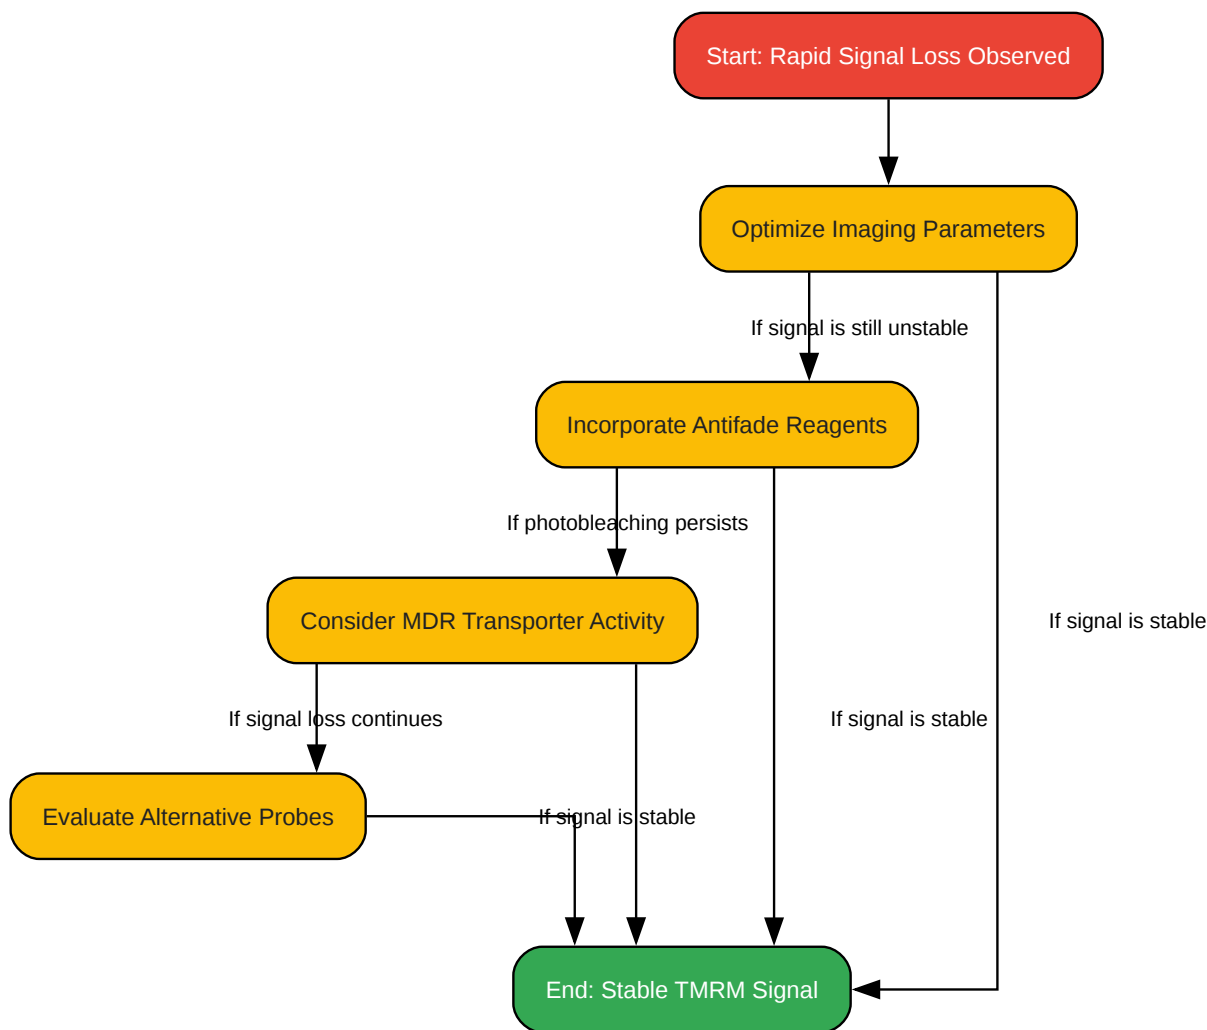 Start: Rapid Signal Loss Observed
Optimize Imaging Parameters
If signal is still unstable
Incorporate Antifade Reagents
If photobleaching persists
Consider MDR Transporter Activity
If signal is stable
If signal loss continues
If signal is stable
Evaluate Alternative Probes
If signal is stable
End: Stable TMRM Signal